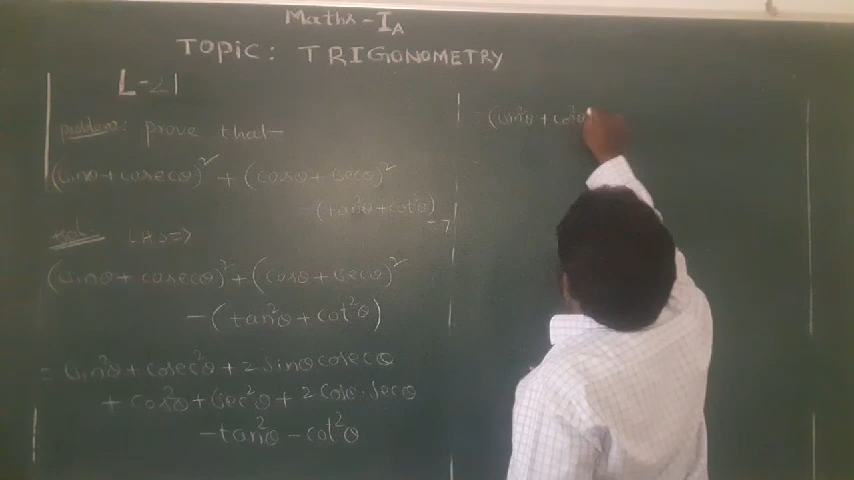 Maths - I_A
TOPIC: TRIGONOMETRY
L-21
problem: prove that-
(sinθ + cosecθ)² + (cosθ + secθ)²
-(tan²θ + cot²θ)
= 7
sol: LHS ⇒
(sinθ + cosecθ)² + (cosθ + secθ)²
-(tan²θ + cot²θ)
= sin²θ + cosec²θ + 2 sinθ cosecθ
+ cos²θ + sec²θ + 2 cosθ . secθ
- tan²θ - cot²θ
(sin²θ + cos²θ)